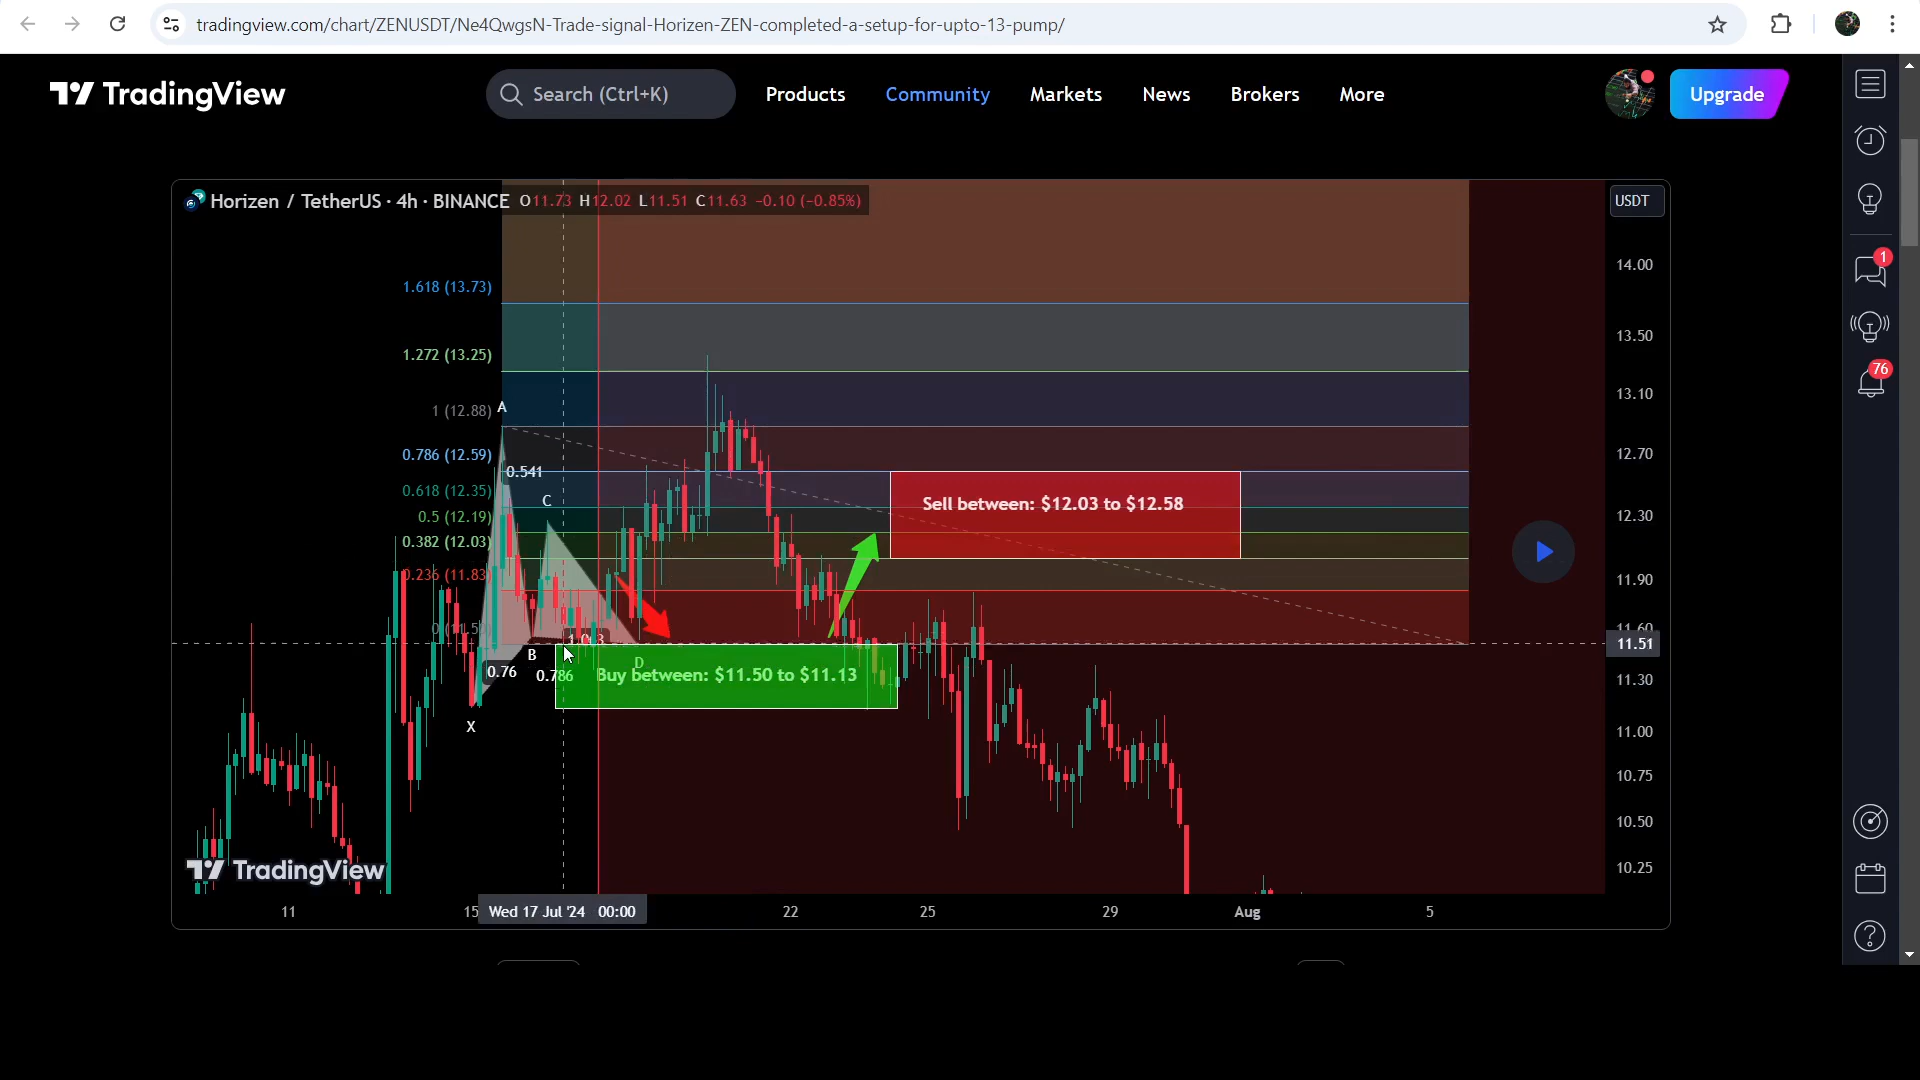 tradingview.com/chart/ZENUSDT/Ne4QwgsN-Trade-signal-Horizen-ZEN-completed-a-setup-for-upto-13-pump/
TradingView
Search (Ctrl+K)
Products
Community
Markets
News
Brokers
More
Upgrade
Horizen / TetherUS · 4h · BINANCE O11.73 H12.02 L11.51 C11.63 -0.10 (-0.85%)
USDT
1.618 (13.73)
1.272 (13.25)
1 (12.88)
0.786 (12.59)
0.618 (12.35)
0.5 (12.19)
0.382 (12.03)
0.236 (11.83)
A
0.541
C
B
0.76
0.786
D
X
Sell between: $12.03 to $12.58
Buy between: $11.50 to $11.13
14.00
13.50
13.10
12.70
12.30
11.90
11.60
11.51
11.30
11.00
10.75
10.50
10.25
1
76
TradingView
11
15
Wed 17 Jul '24 00:00
22
25
29
Aug
5